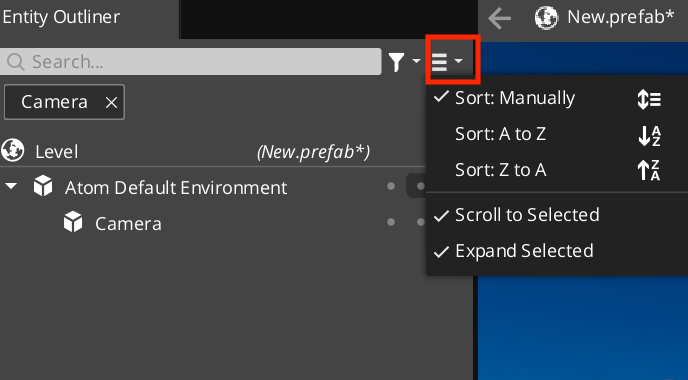 Entity Outliner
New.prefab*
Search...
Camera
Sort: Manually
Sort: A to Z
Sort: Z to A
Scroll to Selected
Expand Selected
Level (New.prefab*)
Atom Default Environment
Camera